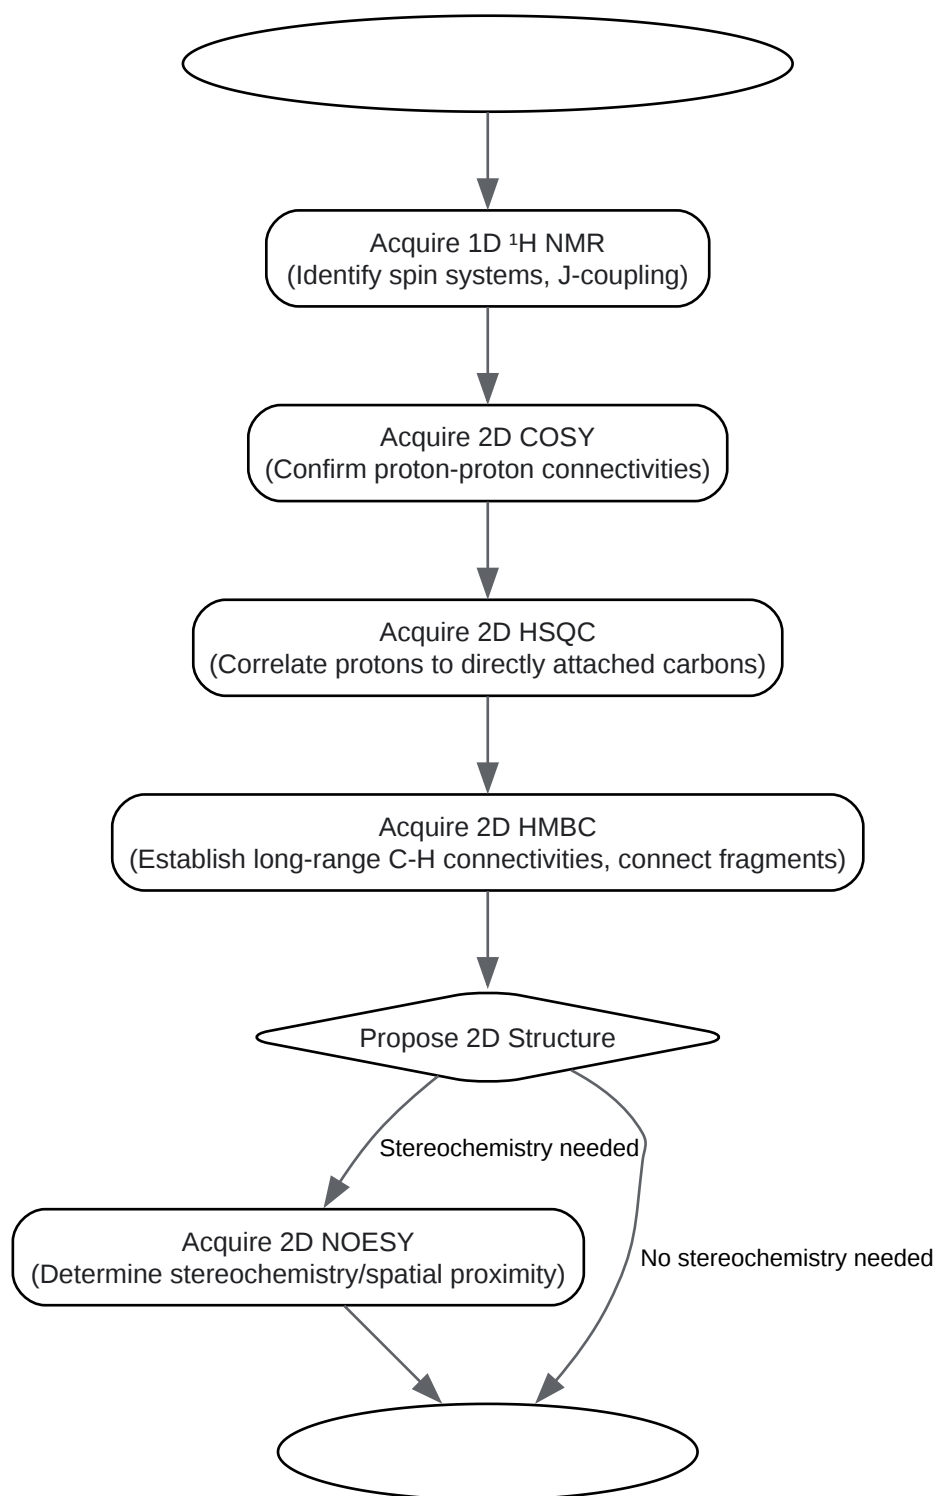 Acquire 1D ¹H NMR
(Identify spin systems, J-coupling)
Acquire 2D COSY
(Confirm proton-proton connectivities)
Acquire 2D HSQC
(Correlate protons to directly attached carbons)
Acquire 2D HMBC
(Establish long-range C-H connectivities, connect fragments)
Propose 2D Structure
Stereochemistry needed
Acquire 2D NOESY
(Determine stereochemistry/spatial proximity)
No stereochemistry needed